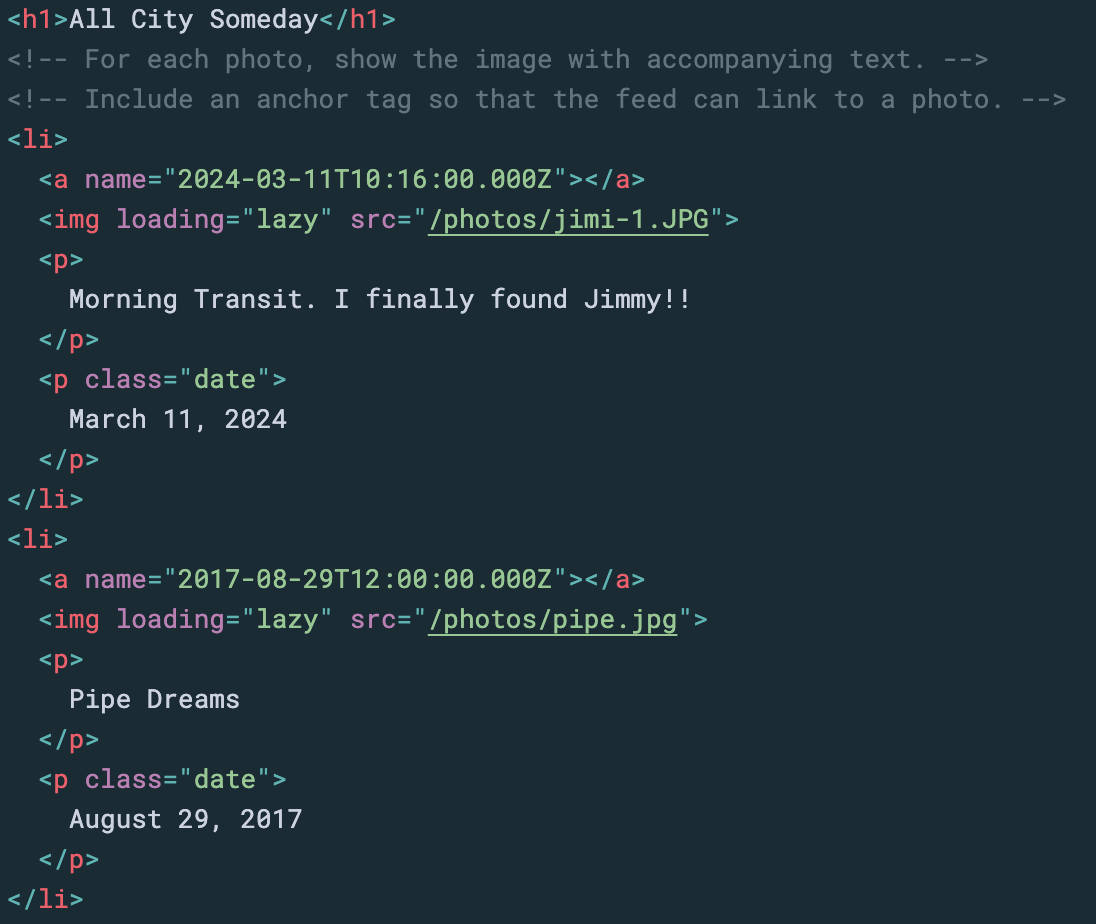 <h1>All City Someday</h1>
<!-- For each photo, show the image with accompanying text. -->
<!-- Include an anchor tag so that the feed can link to a photo. -->
<li>
  <a name="2024-03-11T10:16:00.000Z"></a>
  <img loading="lazy" src="/photos/jimi-1.JPG">
  <p>
    Morning Transit. I finally found Jimmy!!
  </p>
  <p class="date">
    March 11, 2024
  </p>
</li>
<li>
  <a name="2017-08-29T12:00:00.000Z"></a>
  <img loading="lazy" src="/photos/pipe.jpg">
  <p>
    Pipe Dreams
  </p>
  <p class="date">
    August 29, 2017
  </p>
</li>